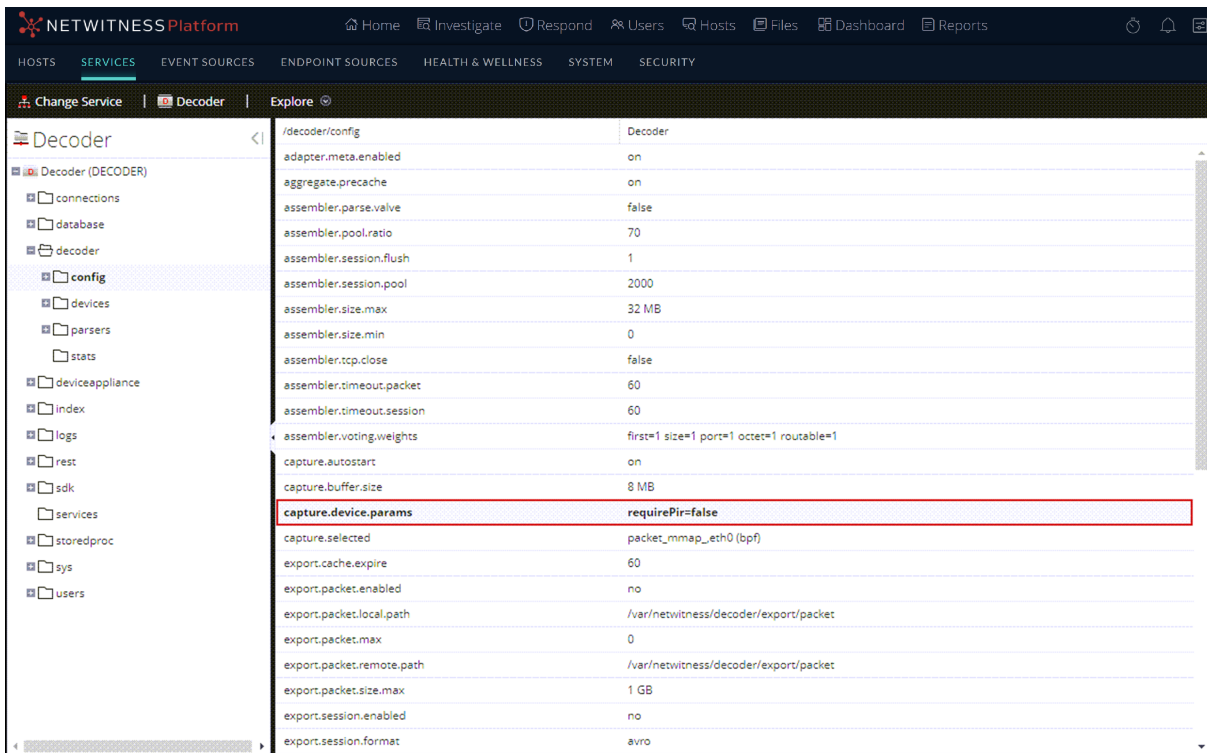 NETWITNESS Platform Home Investigate Respond Users Hosts Files Dashboard Reports
HOSTS SERVICES EVENT SOURCES ENDPOINT SOURCES HEALTH & WELLNESS SYSTEM SECURITY
Change Service | Decoder | Explore
Decoder
Decoder (DECODER)
connections
database
decoder
config
devices
parsers
stats
deviceappliance
index
logs
rest
sdk
services
storedproc
sys
users
/decoder/config Decoder
adapter.meta.enabled on
aggregate.precache on
assembler.parse.valve false
assembler.pool.ratio 70
assembler.session.flush 1
assembler.session.pool 2000
assembler.size.max 32 MB
assembler.size.min 0
assembler.tcp.close false
assembler.timeout.packet 60
assembler.timeout.session 60
assembler.voting.weights first=1 size=1 port=1 octet=1 routable=1
capture.autostart on
capture.buffer.size 8 MB
capture.device.params requirePir=false
capture.selected packet_mmap_,eth0 (bpf)
export.cache.expire 60
export.packet.enabled no
export.packet.local.path /var/netwitness/decoder/export/packet
export.packet.max 0
export.packet.remote.path /var/netwitness/decoder/export/packet
export.packet.size.max 1 GB
export.session.enabled no
export.session.format avro